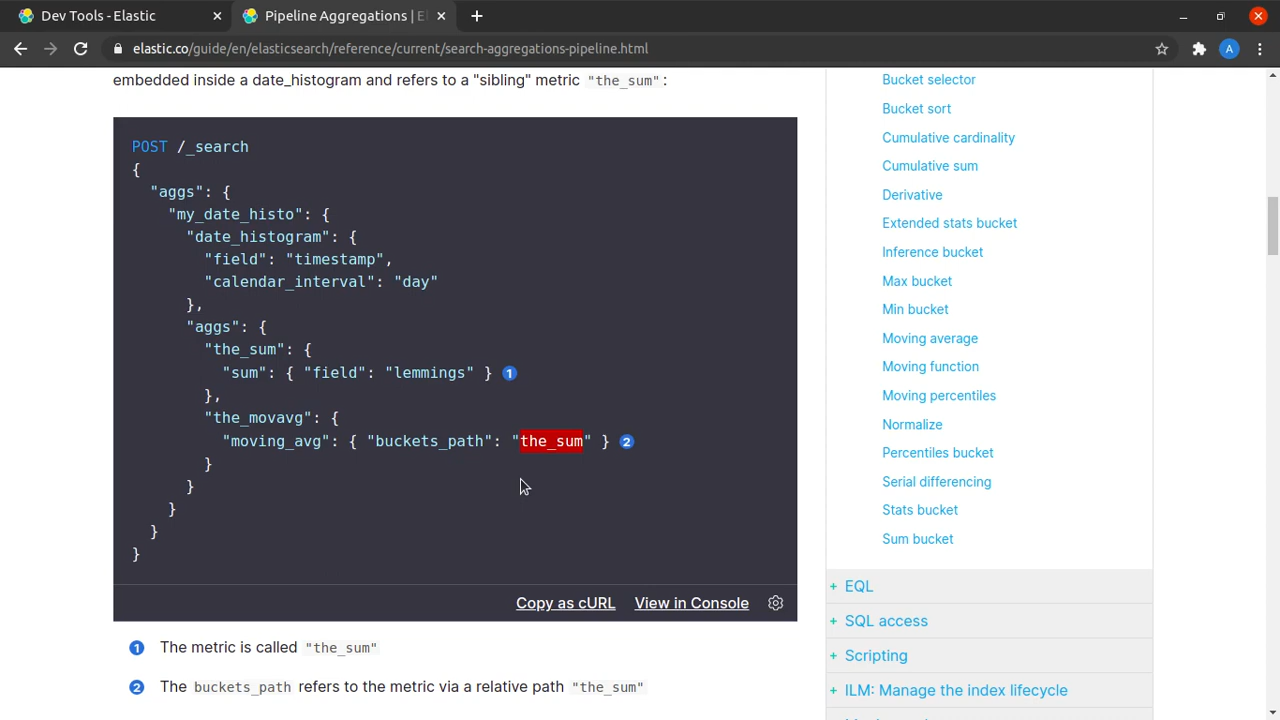 Dev Tools - Elastic
Pipeline Aggregations | E
elastic.co/guide/en/elasticsearch/reference/current/search-aggregations-pipeline.html
A
embedded inside a date_histogram and refers to a "sibling" metric "the_sum":
POST /_search
{
"aggs": {
"my_date_histo": {
"date_histogram": {
"field": "timestamp",
"calendar_interval": "day"
},
"aggs": {
"the_sum": {
"sum": { "field": "lemmings" } 1
},
"the_movavg": {
"moving_avg": { "buckets_path": "the_sum" } 2
}
}
}
}
}
Copy as cURL View in Console
1 The metric is called "the_sum"
2 The buckets_path refers to the metric via a relative path "the_sum"
Bucket selector
Bucket sort
Cumulative cardinality
Cumulative sum
Derivative
Extended stats bucket
Inference bucket
Max bucket
Min bucket
Moving average
Moving function
Moving percentiles
Normalize
Percentiles bucket
Serial differencing
Stats bucket
Sum bucket
+ EQL
+ SQL access
+ Scripting
+ ILM: Manage the index lifecycle